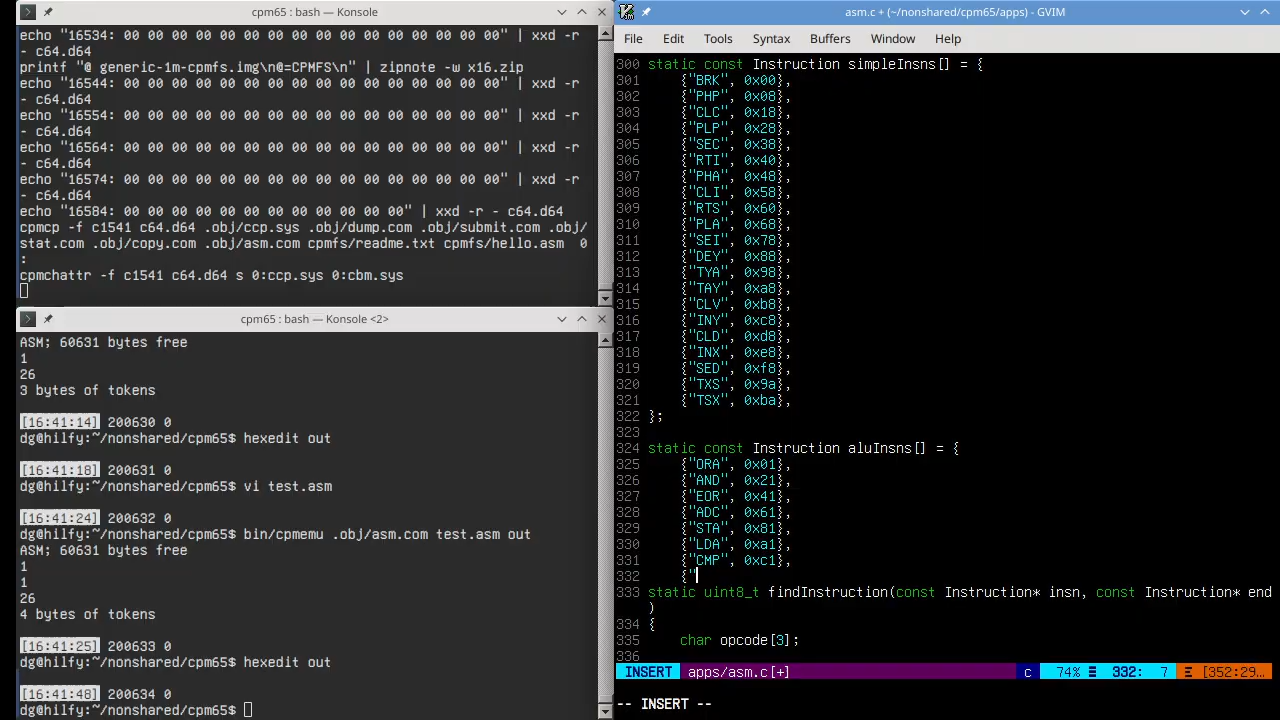 cpm65 : bash — Konsole
echo "16534: 00 00 00 00 00 00 00 00 00 00 00 00 00 00 00 00" | xxd -r
- c64.d64
printf "@ generic-1m-cpmfs.img\n@=CPMFS\n" | zipnote -w x16.zip
echo "16544: 00 00 00 00 00 00 00 00 00 00 00 00 00 00 00 00" | xxd -r
- c64.d64
echo "16554: 00 00 00 00 00 00 00 00 00 00 00 00 00 00 00 00" | xxd -r
- c64.d64
echo "16564: 00 00 00 00 00 00 00 00 00 00 00 00 00 00 00 00" | xxd -r
- c64.d64
echo "16574: 00 00 00 00 00 00 00 00 00 00 00 00 00 00 00 00" | xxd -r
- c64.d64
echo "16584: 00 00 00 00 00 00 00 00 00 00 00 00" | xxd -r - c64.d64
cpmcp -f c1541 c64.d64 .obj/ccp.sys .obj/dump.com .obj/submit.com .obj/
stat.com .obj/copy.com .obj/asm.com cpmfs/readme.txt cpmfs/hello.asm  0
:
cpmchattr -f c1541 c64.d64 s 0:ccp.sys 0:cbm.sys
cpm65 : bash — Konsole <2>
ASM; 60631 bytes free
1
26
3 bytes of tokens
[16:41:14] 200630 0
dg@hilfy:~/nonshared/cpm65$ hexedit out
[16:41:18] 200631 0
dg@hilfy:~/nonshared/cpm65$ vi test.asm
[16:41:24] 200632 0
dg@hilfy:~/nonshared/cpm65$ bin/cpmemu .obj/asm.com test.asm out
ASM; 60631 bytes free
1
1
26
4 bytes of tokens
[16:41:25] 200633 0
dg@hilfy:~/nonshared/cpm65$ hexedit out
[16:41:48] 200634 0
dg@hilfy:~/nonshared/cpm65$
asm.c + (~/nonshared/cpm65/apps) - GVIM
File Edit Tools Syntax Buffers Window Help
300 static const Instruction simpleInsns[] = {
301     {"BRK", 0x00},
302     {"PHP", 0x08},
303     {"CLC", 0x18},
304     {"PLP", 0x28},
305     {"SEC", 0x38},
306     {"RTI", 0x40},
307     {"PHA", 0x48},
308     {"CLI", 0x58},
309     {"RTS", 0x60},
310     {"PLA", 0x68},
311     {"SEI", 0x78},
312     {"DEY", 0x88},
313     {"TYA", 0x98},
314     {"TAY", 0xa8},
315     {"CLV", 0xb8},
316     {"INY", 0xc8},
317     {"CLD", 0xd8},
318     {"INX", 0xe8},
319     {"SED", 0xf8},
320     {"TXS", 0x9a},
321     {"TSX", 0xba},
322 };
323
324 static const Instruction aluInsns[] = {
325     {"ORA", 0x01},
326     {"AND", 0x21},
327     {"EOR", 0x41},
328     {"ADC", 0x61},
329     {"STA", 0x81},
330     {"LDA", 0xa1},
331     {"CMP", 0xc1},
332     {"
333 static uint8_t findInstruction(const Instruction* insn, const Instruction* end
)
334 {
335     char opcode[3];
336
INSERT apps/asm.c[+] c 74% ☰ 332: 7 Ξ [352:29...
-- INSERT --